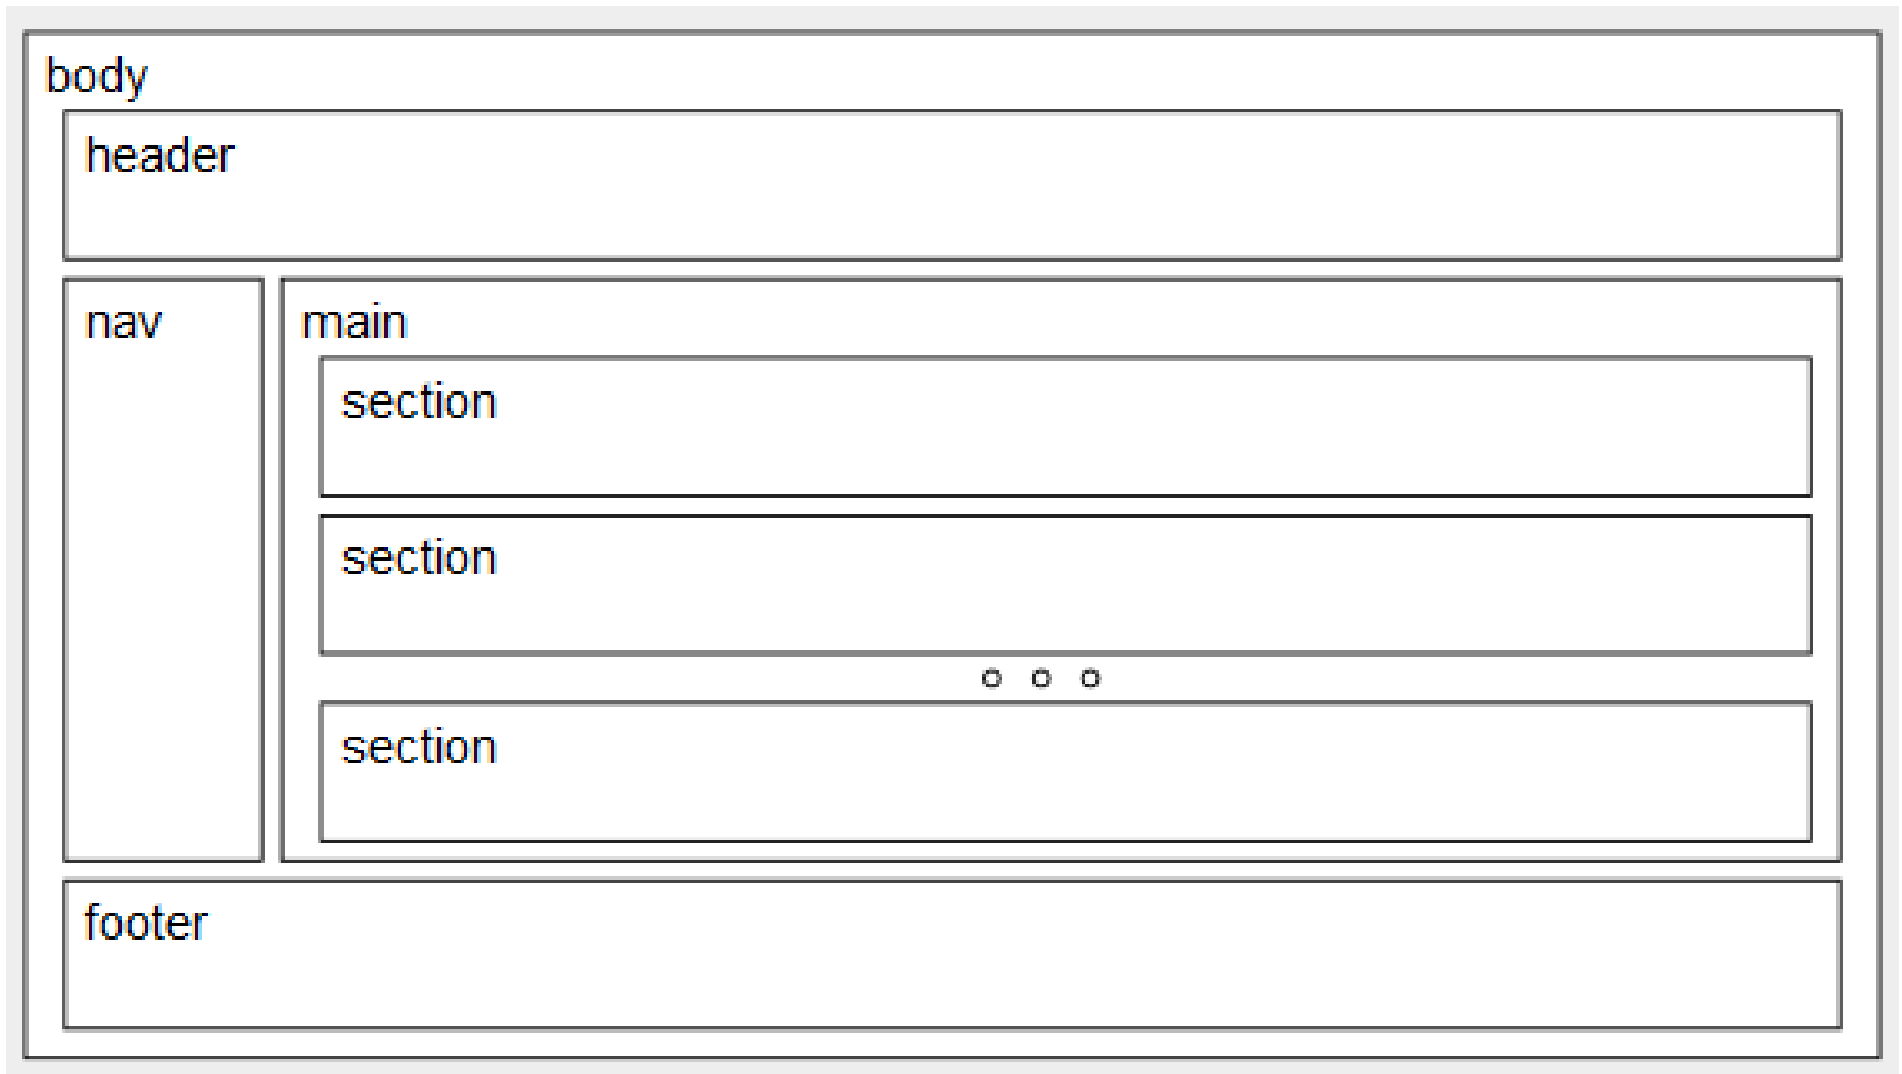 body
header
nav
main
section
section
section
footer